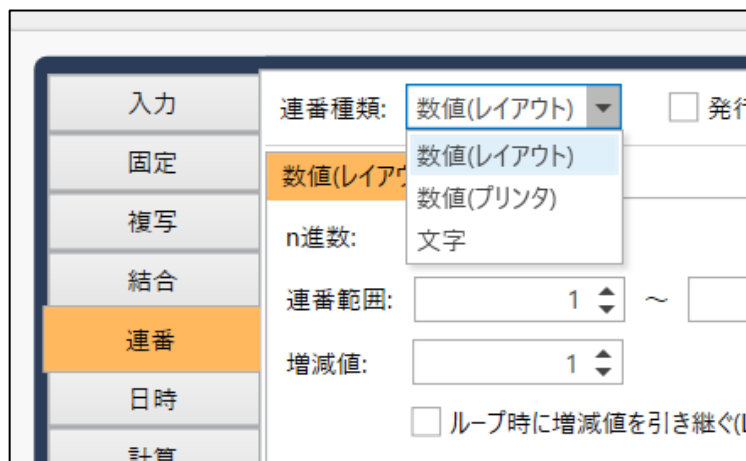 入力
固定
複写
結合
連番
日時
計算
連番種類: 数値(レイアウト) 発行
数値(レイアウト)
数値(プリンタ)
文字
数値(レイアウ
n進数:
連番範囲: 1 ～
増減値: 1
ループ時に増減値を引き継ぐ(